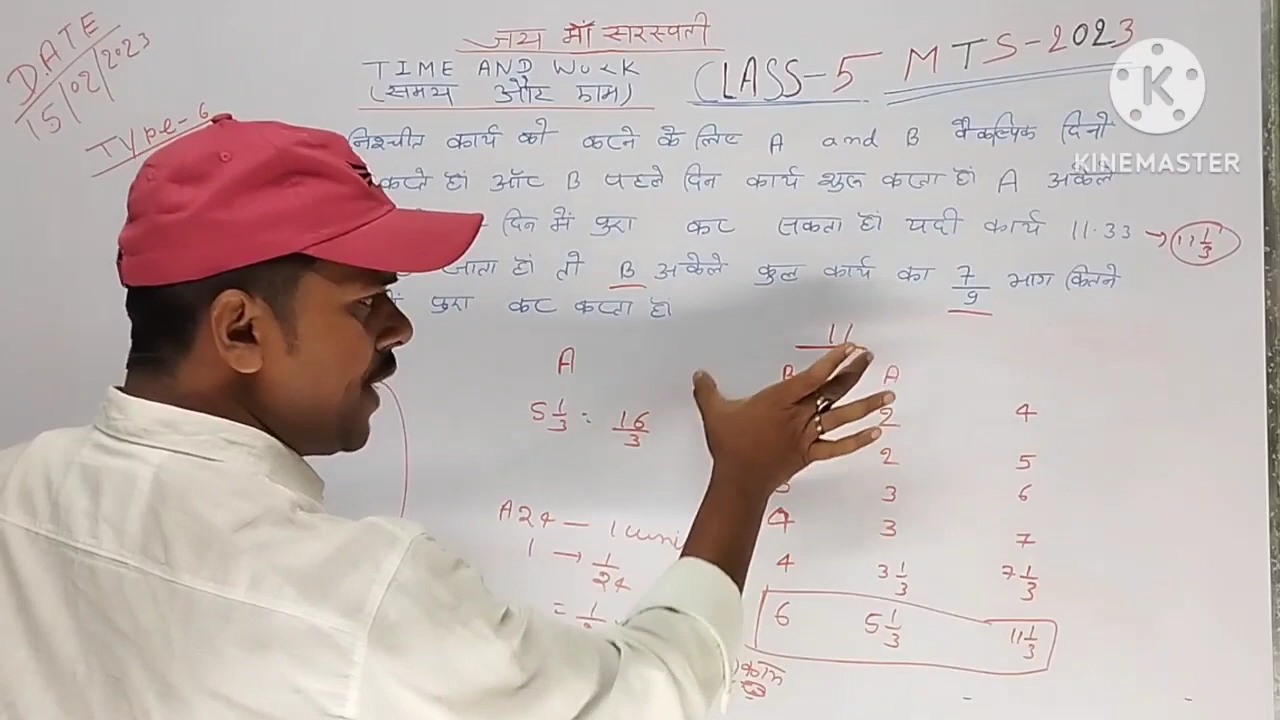 जय माँ सरस्वती
DATE
15/02/2023
TIME AND WORK
(समय और काम)
CLASS-5 MTS-2023
Type-6
निश्चीत कार्य को करने के लिए A and B वैकल्पिक दिनो
करते हां और B पहले दिन कार्य शुरू करता हां A अकेले
दिन में पुरा कर सकता हां यदी कार्य 11.33 → 11 1/3
जाता हां तो B अकेले कुल कार्य का 7/9 भाग कितने
पुरा कर करता हो
11
A
B A
5 1/3 = 16/3
2 4
2 5
3 6
A 24 — 1 uni
4 3
7
1 → 1/24
4 3 1/3 7 1/3
6 5 1/3 11 1/3
काम
K
KINEMASTER